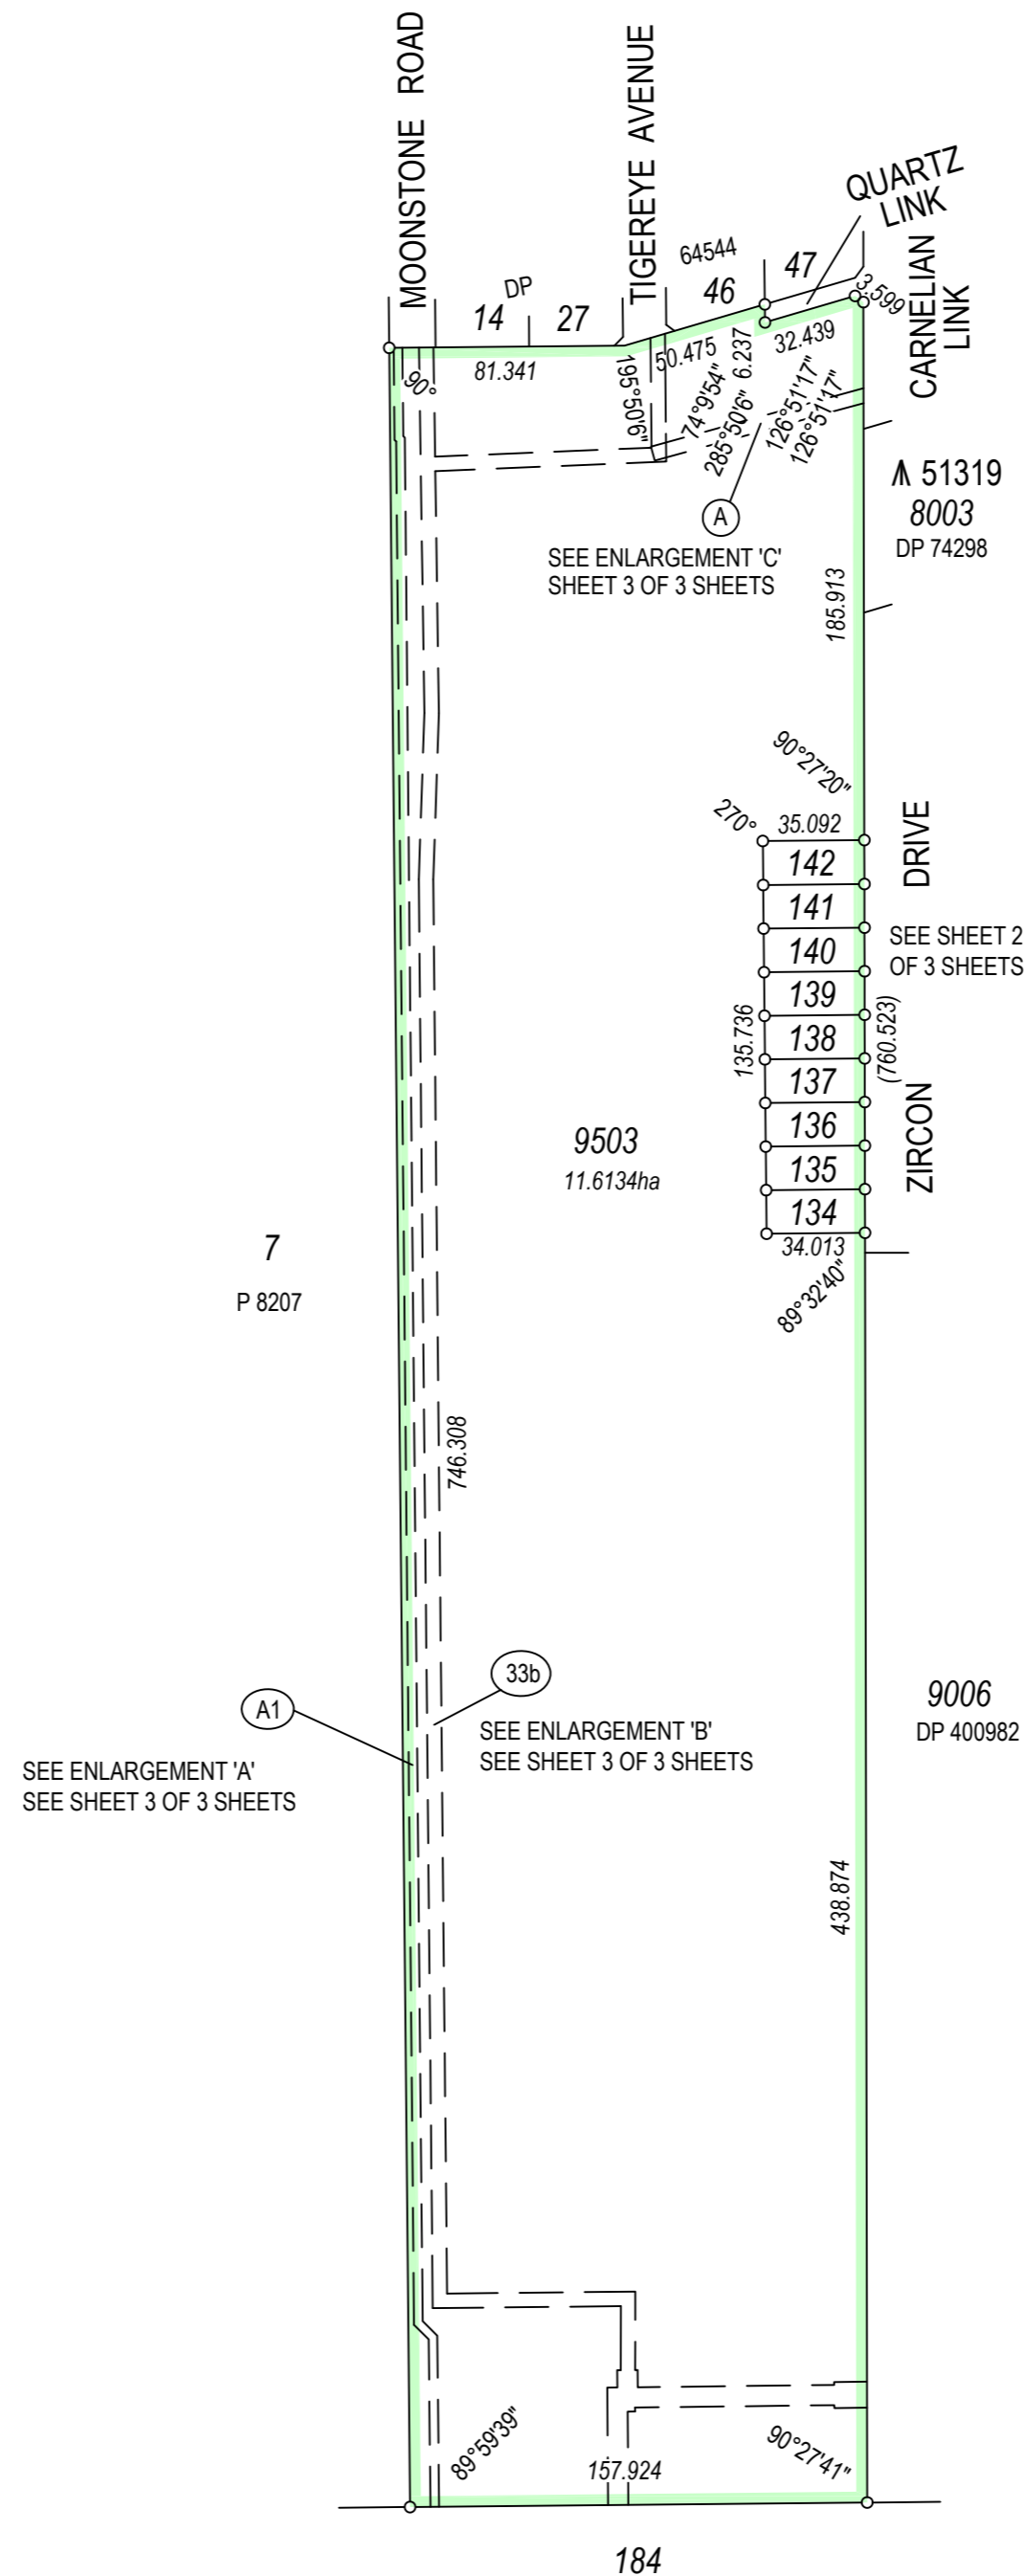 MOONSTONE ROAD
TIGEREYE AVENUE
QUARTZ
LINK
CARNELIAN
LINK
DP
64544
14
27
46
47
3.599
81.341
50.475
6.237
32.439
90°
195°50'6"
74°9'54"
285°50'6"
126°51'17"
126°51'17"
A
SEE ENLARGEMENT 'C'
SHEET 3 OF 3 SHEETS
51319
8003
DP 74298
185.913
90°27'20"
270°
35.092
142
141
140
139
138
137
136
135
134
34.013
89°32'40"
135.736
(760.523)
ZIRCON DRIVE
SEE SHEET 2
OF 3 SHEETS
9503
11.6134ha
7
P 8207
746.308
33b
SEE ENLARGEMENT 'B'
SEE SHEET 3 OF 3 SHEETS
A1
SEE ENLARGEMENT 'A'
SEE SHEET 3 OF 3 SHEETS
9006
DP 400982
438.874
89°59'39"
157.924
90°27'41"
184